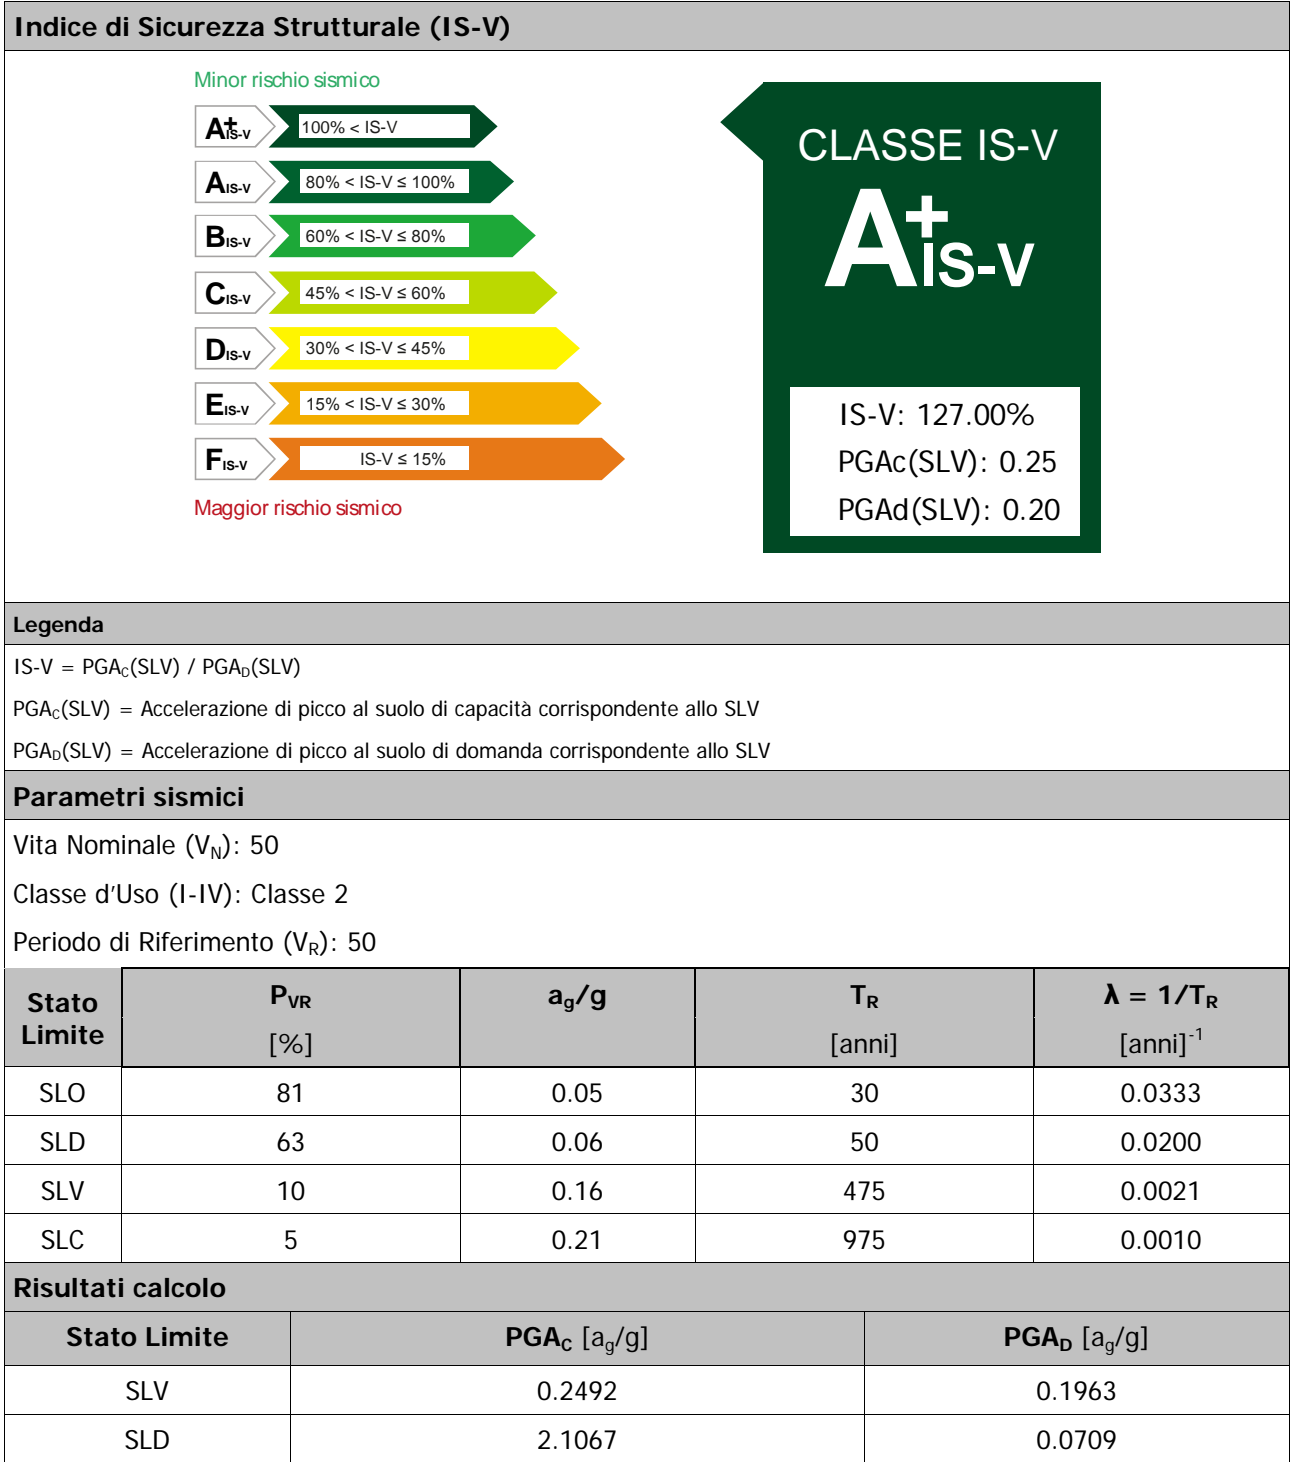 Indice di Sicurezza Strutturale (IS-V)
Minor rischio sismico
A+IS-V 100% < IS-V
AIS-V 80% < IS-V ≤ 100%
BIS-V 60% < IS-V ≤ 80%
CIS-V 45% < IS-V ≤ 60%
DIS-V 30% < IS-V ≤ 45%
EIS-V 15% < IS-V ≤ 30%
FIS-V IS-V ≤ 15%
Maggior rischio sismico
CLASSE IS-V
A+IS-V
IS-V: 127.00%
PGAc(SLV): 0.25
PGAd(SLV): 0.20
Legenda
IS-V = PGAC(SLV) / PGAD(SLV)
PGAC(SLV) = Accelerazione di picco al suolo di capacità corrispondente allo SLV
PGAD(SLV) = Accelerazione di picco al suolo di domanda corrispondente allo SLV
Parametri sismici
Vita Nominale (VN): 50
Classe d'Uso (I-IV): Classe 2
Periodo di Riferimento (VR): 50
Stato Limite PVR [%] ag/g TR [anni] λ = 1/TR [anni]-1
SLO 81 0.05 30 0.0333
SLD 63 0.06 50 0.0200
SLV 10 0.16 475 0.0021
SLC 5 0.21 975 0.0010
Risultati calcolo
Stato Limite PGAC [ag/g] PGAD [ag/g]
SLV 0.2492 0.1963
SLD 2.1067 0.0709